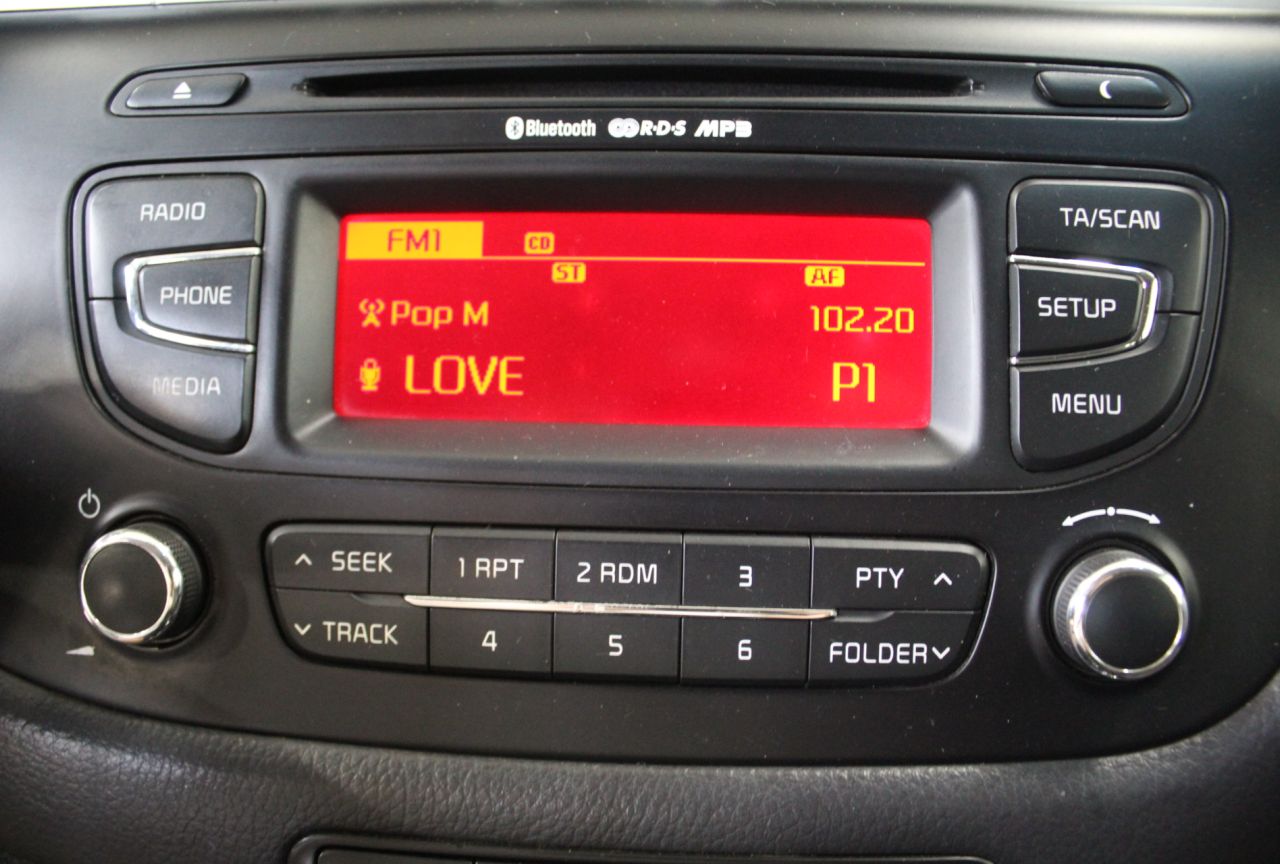 Bluetooth R·D·S MP3
RADIO
PHONE
MEDIA
FM1 CD
ST AF
Pop M 102.20
LOVE P1
TA/SCAN
SETUP
MENU
SEEK 1 RPT 2 RDM 3 PTY
TRACK 4 5 6 FOLDER